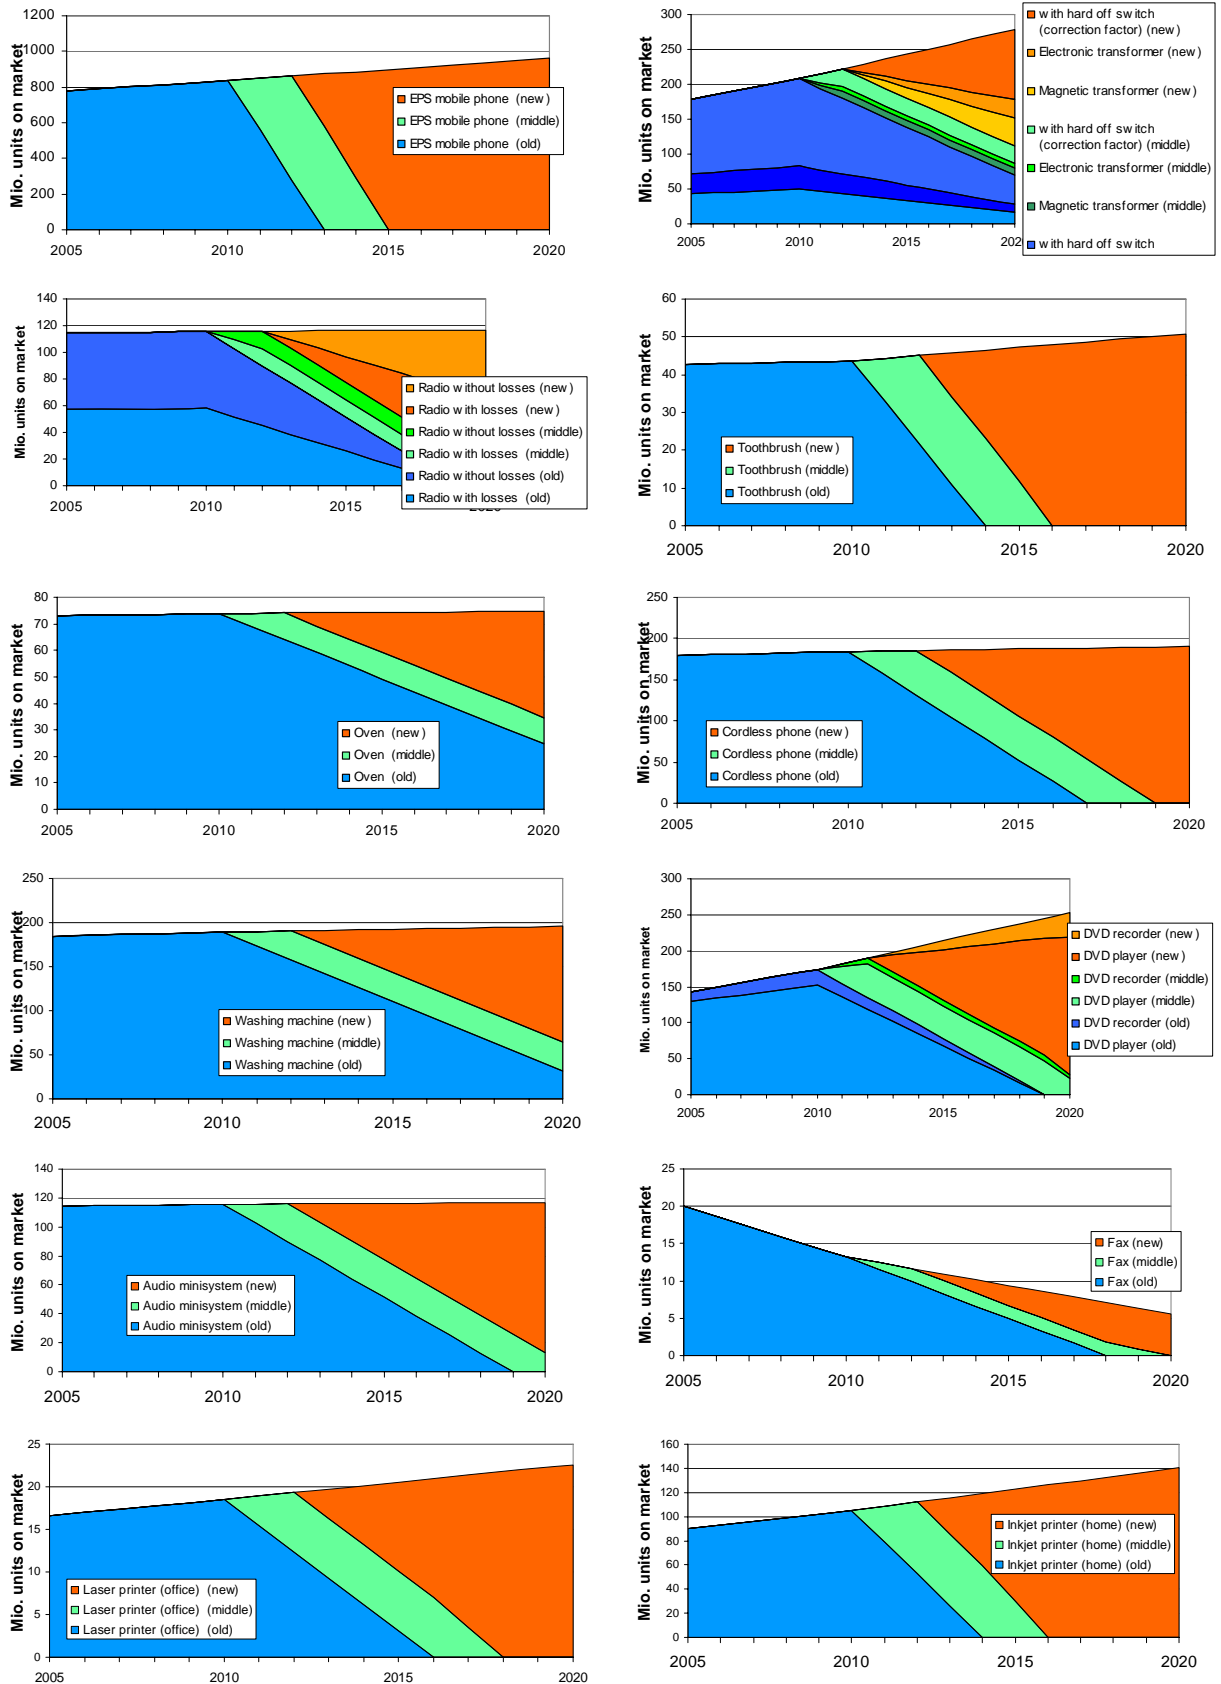 Mio. units on market
1200
1000
800
600
400
200
0
2005
2010
2015
2020
EPS mobile phone (new)
EPS mobile phone (middle)
EPS mobile phone (old)
Mio. units on market
300
250
200
150
100
50
0
2005
2010
2015
with hard off switch
(correction factor) (new)
Electronic transformer (new)
Magnetic transformer (new)
with hard off switch
(correction factor) (middle)
Electronic transformer (middle)
Magnetic transformer (middle)
with hard off switch
Mio. units on market
140
120
100
80
60
40
20
0
2005
2010
2015
2020
Radio without losses (new)
Radio with losses (new)
Radio without losses (middle)
Radio with losses (middle)
Radio without losses (old)
Radio with losses (old)
Mio. units on market
60
50
40
30
20
10
0
2005
2010
2015
2020
Toothbrush (new)
Toothbrush (middle)
Toothbrush (old)
Mio. units on market
80
70
60
50
40
30
20
10
0
2005
2010
2015
2020
Oven (new)
Oven (middle)
Oven (old)
Mio. units on market
250
200
150
100
50
0
2005
2010
2015
2020
Cordless phone (new)
Cordless phone (middle)
Cordless phone (old)
Mio. units on market
250
200
150
100
50
0
2005
2010
2015
2020
Washing machine (new)
Washing machine (middle)
Washing machine (old)
Mio. units on market
300
250
200
150
100
50
0
2005
2010
2015
2020
DVD recorder (new)
DVD player (new)
DVD recorder (middle)
DVD player (middle)
DVD recorder (old)
DVD player (old)
Mio. units on market
140
120
100
80
60
40
20
0
2005
2010
2015
2020
Audio minisystem (new)
Audio minisystem (middle)
Audio minisystem (old)
Mio. units on market
25
20
15
10
5
0
2005
2010
2015
2020
Fax (new)
Fax (middle)
Fax (old)
Mio. units on market
25
20
15
10
5
0
2005
2010
2015
2020
Laser printer (office) (new)
Laser printer (office) (middle)
Laser printer (office) (old)
Mio. units on market
160
140
120
100
80
60
40
20
0
2005
2010
2015
2020
Inkjet printer (home) (new)
Inkjet printer (home) (middle)
Inkjet printer (home) (old)